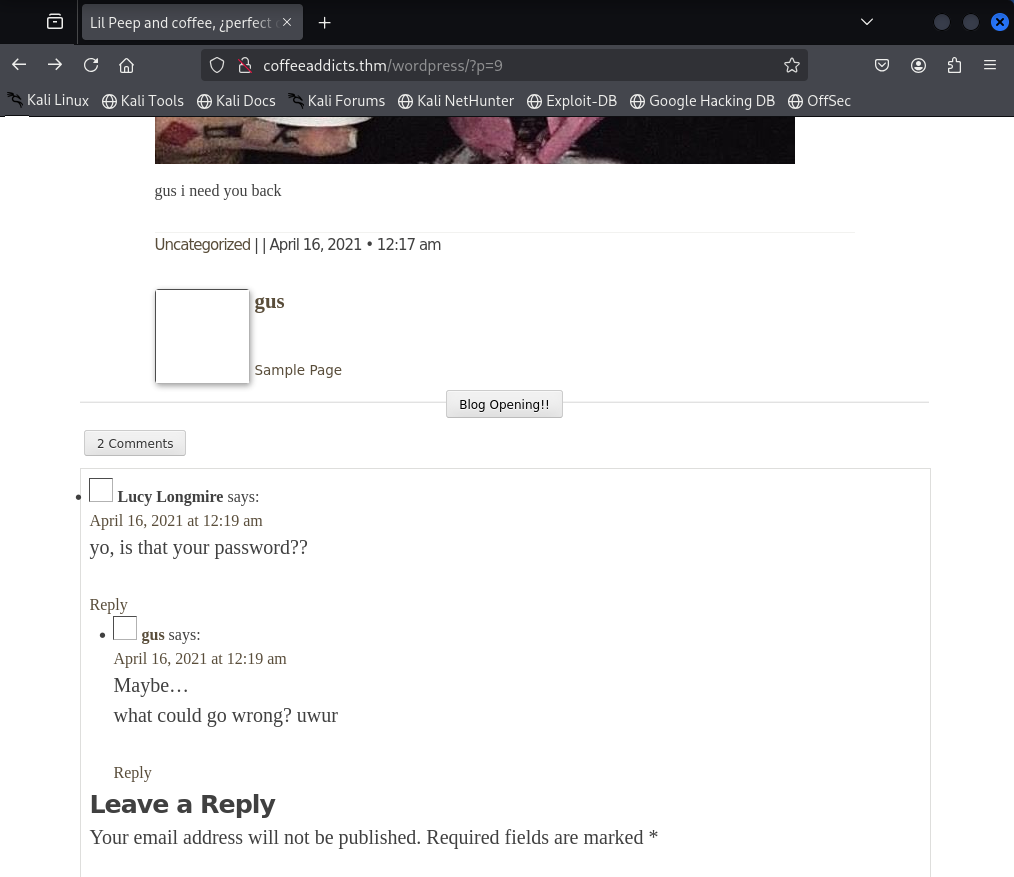 Lil Peep and coffee, ¿perfect
coffeeaddicts.thm/wordpress/?p=9
Kali Linux Kali Tools Kali Docs Kali Forums Kali NetHunter Exploit-DB Google Hacking DB OffSec
gus i need you back
Uncategorized | | April 16, 2021 • 12:17 am
gus
Sample Page
Blog Opening!!
2 Comments
Lucy Longmire says:
April 16, 2021 at 12:19 am
yo, is that your password??
Reply
gus says:
April 16, 2021 at 12:19 am
Maybe…
what could go wrong? uwur
Reply
Leave a Reply
Your email address will not be published. Required fields are marked *